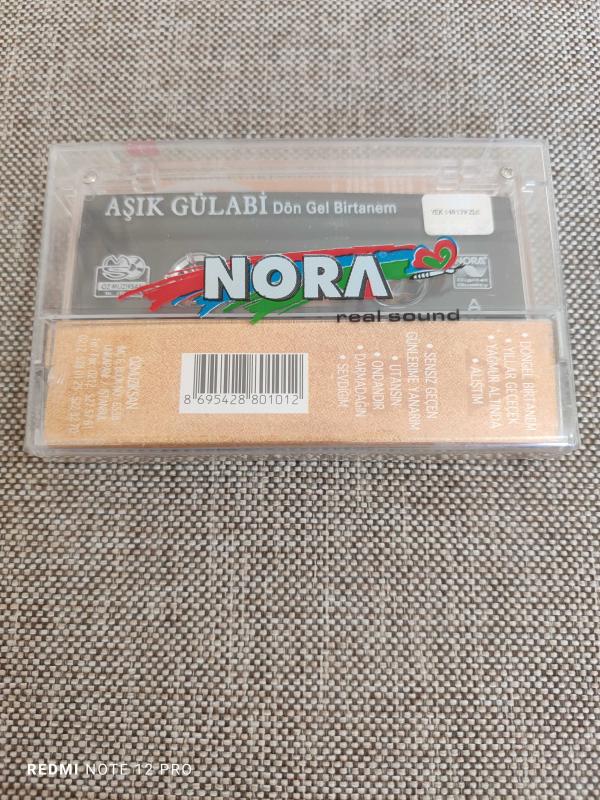 AŞIK GÜLABİ Dön Gel Birtanem
NORA
real sound
A
8 695428 801012
• DÖNGEL BİRTANEM
• YILLAR GEÇECEK
• YAĞMUR ALTINDA
• ALIŞTIM
• SENSİZ GEÇEN
GÜNLERİME YANARIM
• UTANSIN
• ONDANDIR
• DARMADAĞIN
• SEVDİĞİM
REDMI NOTE 12 PRO